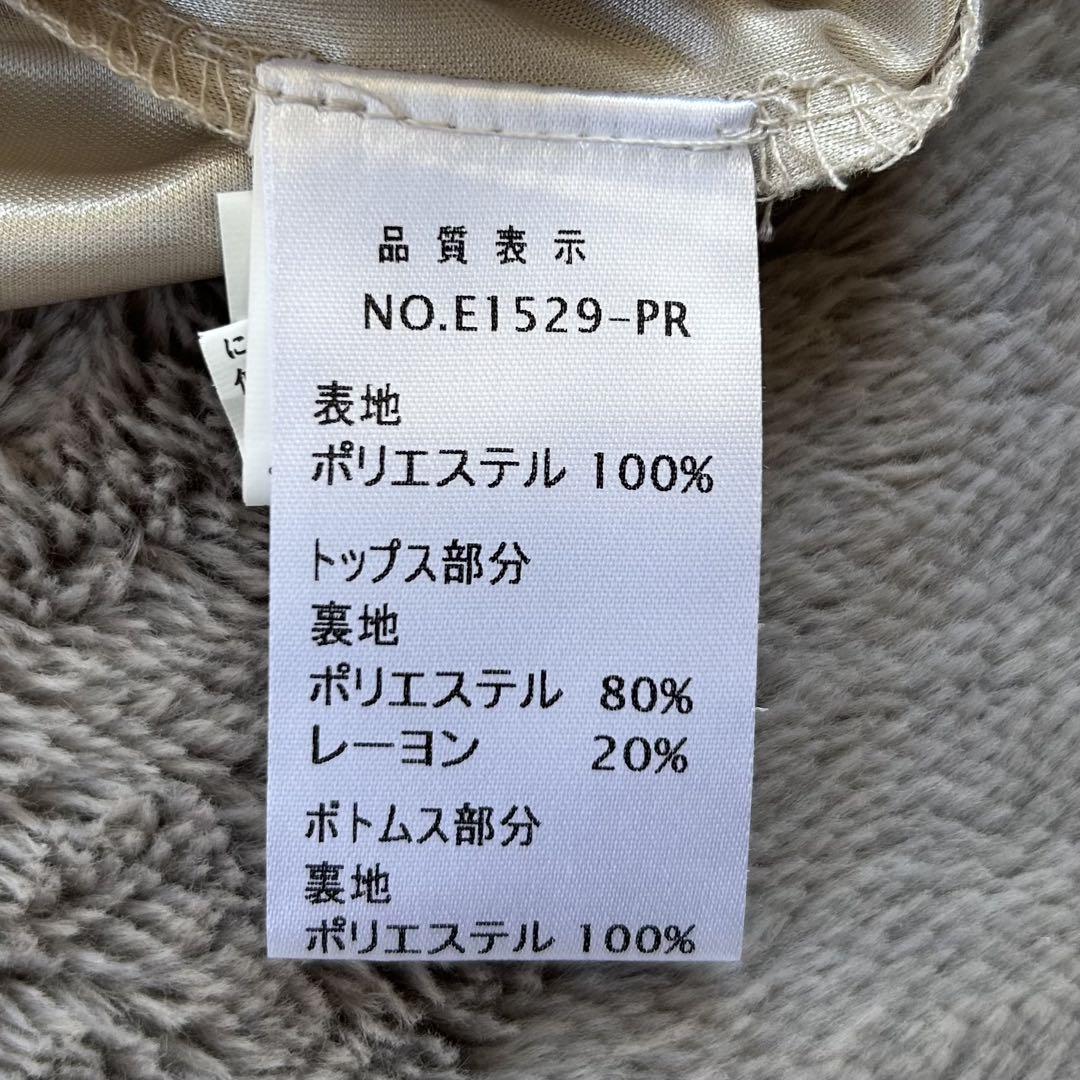 品質表示
NO.E1529-PR
表地
ポリエステル 100%
トップス部分
裏地
ポリエステル 80%
レーヨン 20%
ボトムス部分
裏地
ポリエステル 100%
に